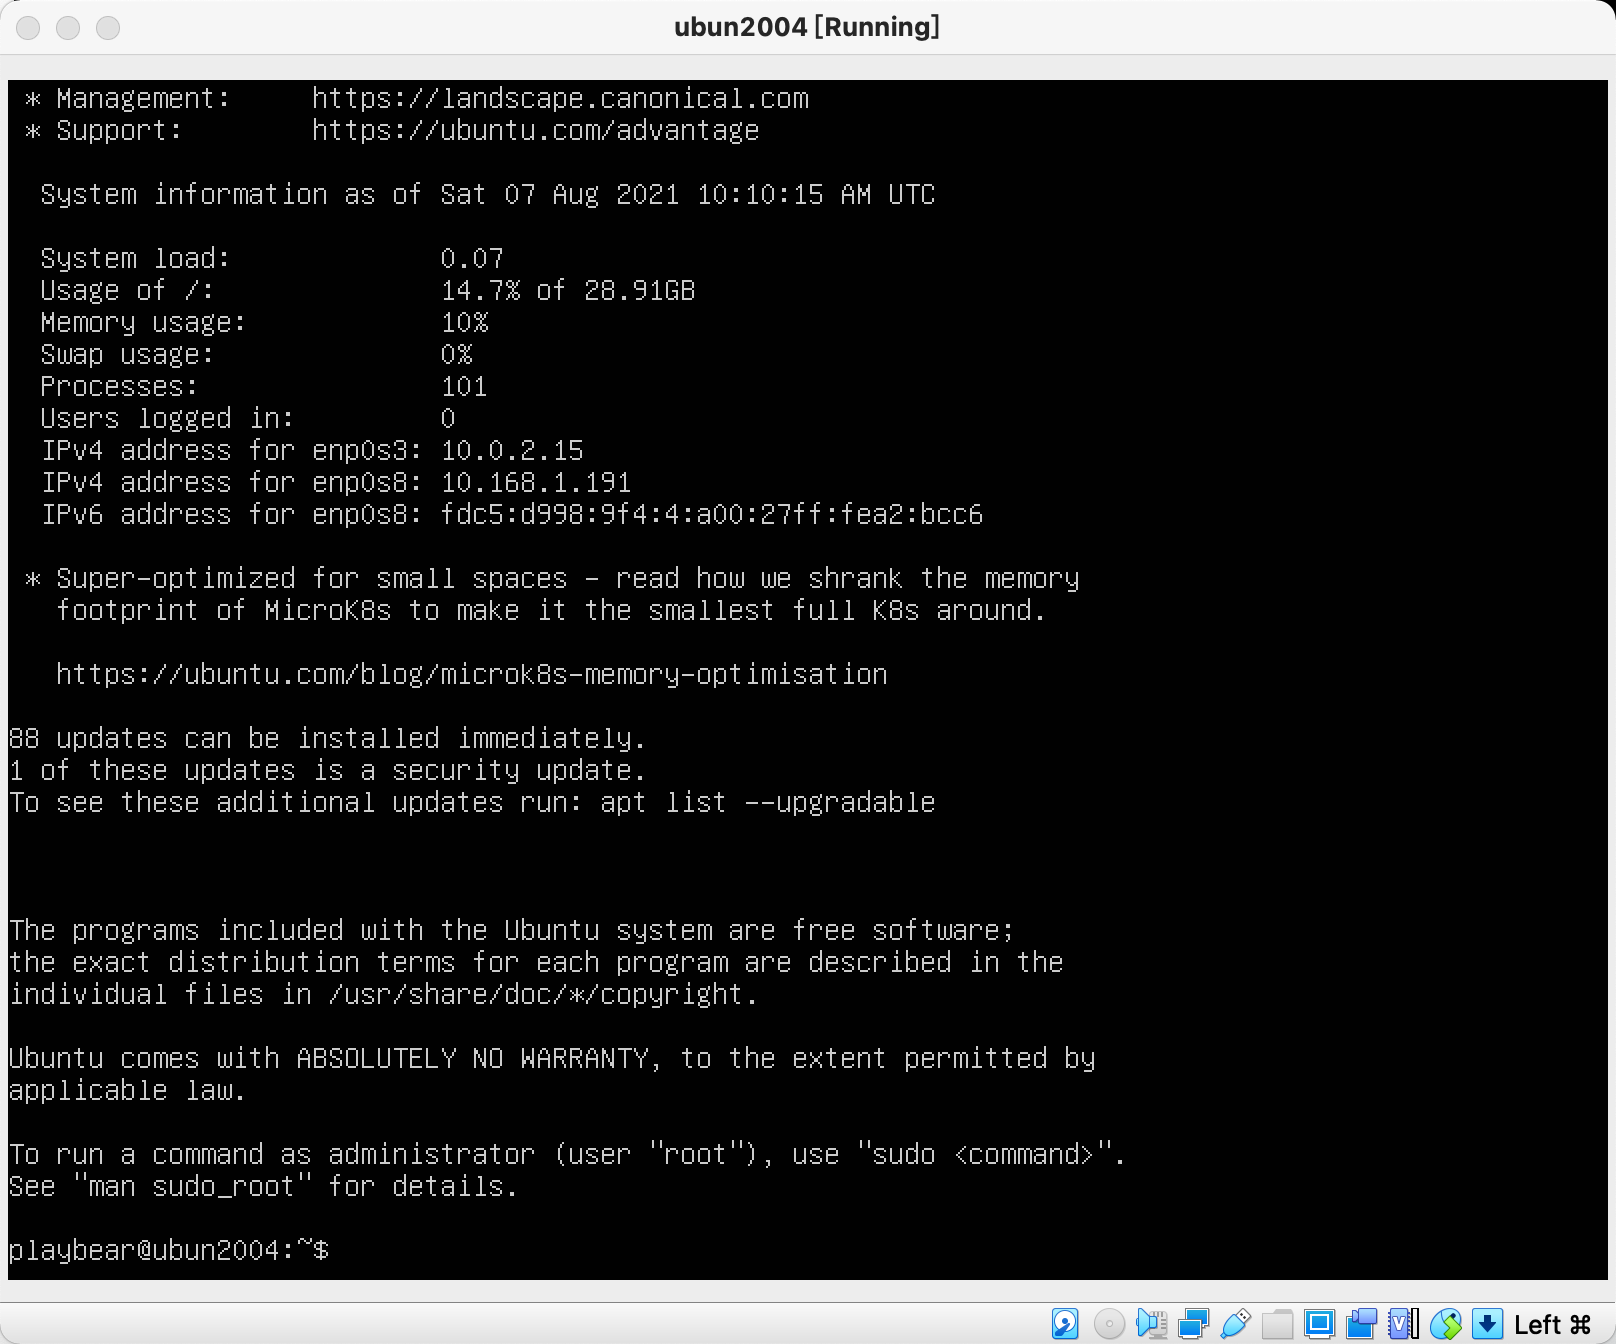 ubun2004 [Running]
* Management:     https://landscape.canonical.com
* Support:        https://ubuntu.com/advantage
System information as of Sat 07 Aug 2021 10:10:15 AM UTC
System load:             0.07
Usage of /:              14.7% of 28.91GB
Memory usage:            10%
Swap usage:              0%
Processes:               101
Users logged in:         0
IPv4 address for enp0s3: 10.0.2.15
IPv4 address for enp0s8: 10.168.1.191
IPv6 address for enp0s8: fdc5:d998:9f4:4:a00:27ff:fea2:bcc6
* Super-optimized for small spaces - read how we shrank the memory
footprint of MicroK8s to make it the smallest full K8s around.
https://ubuntu.com/blog/microk8s-memory-optimisation
88 updates can be installed immediately.
1 of these updates is a security update.
To see these additional updates run: apt list --upgradable
The programs included with the Ubuntu system are free software;
the exact distribution terms for each program are described in the
individual files in /usr/share/doc/*/copyright.
Ubuntu comes with ABSOLUTELY NO WARRANTY, to the extent permitted by
applicable law.
To run a command as administrator (user "root"), use "sudo <command>".
See "man sudo_root" for details.
playbear@ubun2004:~$
Left ⌘